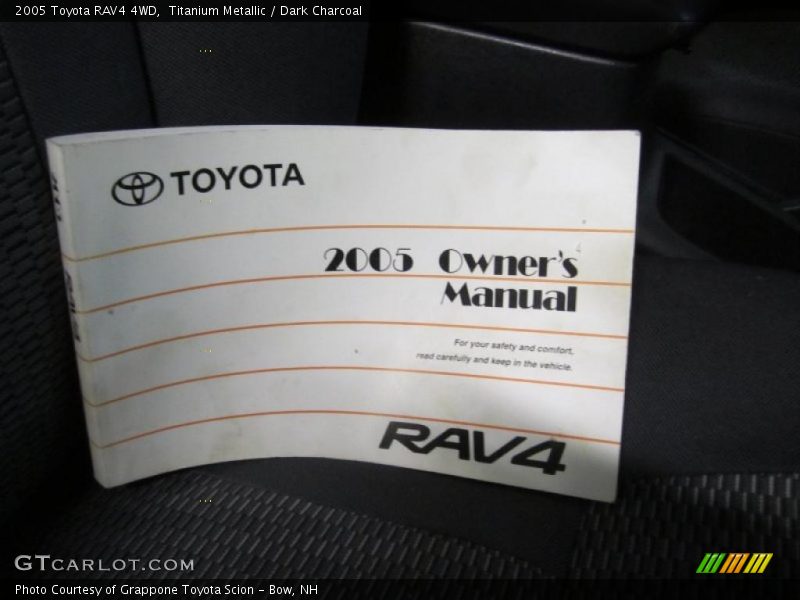 2005 Toyota RAV4 4WD,  Titanium Metallic / Dark Charcoal
TOYOTA
2005 Owner's
Manual
For your safety and comfort,
read carefully and keep in the vehicle.
RAV4
GTCARLOT.COM
Photo Courtesy of Grappone Toyota Scion - Bow, NH